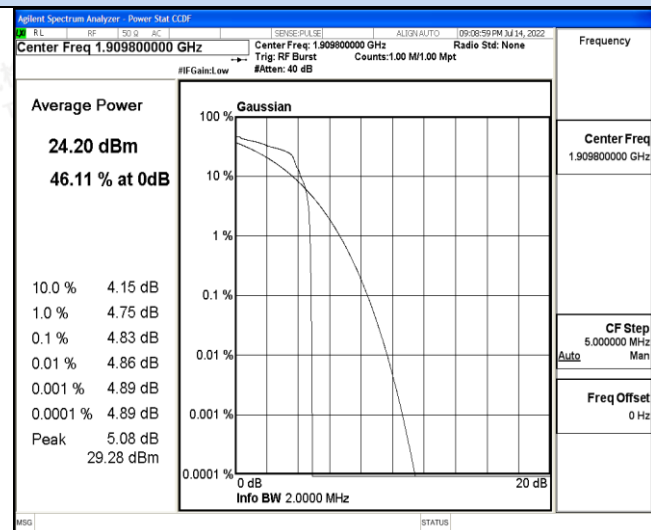 Agilent Spectrum Analyzer - Power Stat CCDF
RL RF 50 Ω AC SENSE:PULSE ALIGNAUTO 09:08:59 PM Jul 14, 2022
Center Freq 1.909800000 GHz
Center Freq: 1.909800000 GHz Radio Std: None
Trig: RF Burst Counts:1.00 M/1.00 Mpt
#IFGain:Low #Atten: 40 dB
Frequency
Average Power
24.20 dBm
46.11 % at 0dB
10.0 % 4.15 dB
1.0 % 4.75 dB
0.1 % 4.83 dB
0.01 % 4.86 dB
0.001 % 4.89 dB
0.0001 % 4.89 dB
Peak 5.08 dB
29.28 dBm
Gaussian
100 %
10 %
1 %
0.1 %
0.01 %
0.001 %
0.0001 %
0 dB 20 dB
Info BW 2.0000 MHz
Center Freq
1.909800000 GHz
CF Step
5.000000 MHz
Auto Man
Freq Offset
0 Hz
MSG STATUS